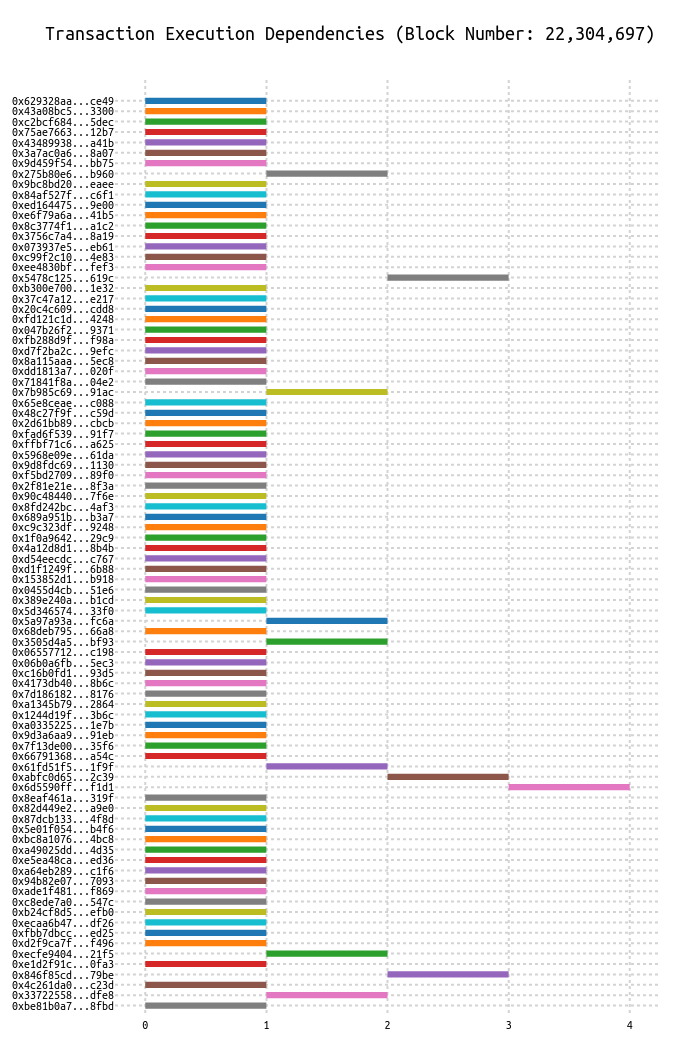 Transaction Execution Dependencies (Block Number: 22,304,697)
0x629328aa...ce49
0x43a08bc5...3300
0xc2bcf684...5dec
0x75ae7663...12b7
0x43489938...a41b
0x3a7ac0a6...8a07
0x9d459f54...bb75
0x275b80e6...b960
0x9bc8bd20...eaee
0x84af527f...c6f1
0xed164475...9e00
0xe6f79a6a...41b5
0x8c3774f1...a1c2
0x3756c7a4...8a19
0x073937e5...eb61
0xc99f2c10...4e83
0xee4830bf...fef3
0x5478c125...619c
0xb300e700...1e32
0x37c47a12...e217
0x20c4c609...cdd8
0xfd121c1d...4248
0x047b26f2...9371
0xfb288d9f...f98a
0xd7f2ba2c...9efc
0x8a115aaa...5ec8
0xdd1813a7...020f
0x71841f8a...04e2
0x7b985c69...91ac
0x65e8ceae...c088
0x48c27f9f...c59d
0x2d61bb89...cbcb
0xfad6f539...91f7
0xffbf71c6...a625
0x5968e09e...61da
0x9d8fdc69...1130
0xf5bd2709...89f0
0x2f81e21e...8f3a
0x90c48440...7f6e
0x8fd242bc...4af3
0x689a951b...b3a7
0xc9c323df...9248
0x1f0a9642...29c9
0x4a12d8d1...8b4b
0xd54eecdc...c767
0xd1f1249f...6b88
0x153852d1...b918
0x0455d4cb...51e6
0x389e240a...b1cd
0x5d346574...33f0
0x5a97a93a...fc6a
0x68deb795...66a8
0x3505d4a5...bf93
0x06557712...c198
0x06b0a6fb...5ec3
0xc16b0fd1...93d5
0x4173db40...8b6c
0x7d186182...8176
0xa1345b79...2864
0x1244d19f...3b6c
0xa0335225...1e7b
0x9d3a6aa9...91eb
0x7f13de00...35f6
0x66791368...a54c
0x61fd51f5...1f9f
0xabfc0d65...2c39
0x6d5590ff...f1d1
0x8eaf461a...319f
0x82d449e2...a9e0
0x87dcb133...4f8d
0x5e01f054...b4f6
0xbc8a1076...4bc8
0xa49025dd...4d35
0xe5ea48ca...ed36
0xa64eb289...c1f6
0x94b82e07...7093
0xade1f481...f869
0xc8ede7a0...547c
0xb24cf8d5...efb0
0xecaa6b47...df26
0xfbb7dbcc...ed25
0xd2f9ca7f...f496
0xecfe9404...21f5
0xe1d2f91c...0fa3
0x846f85cd...79be
0x4c261da0...c23d
0x33722558...dfe8
0xbe81b0a7...8fbd
0 1 2 3 4